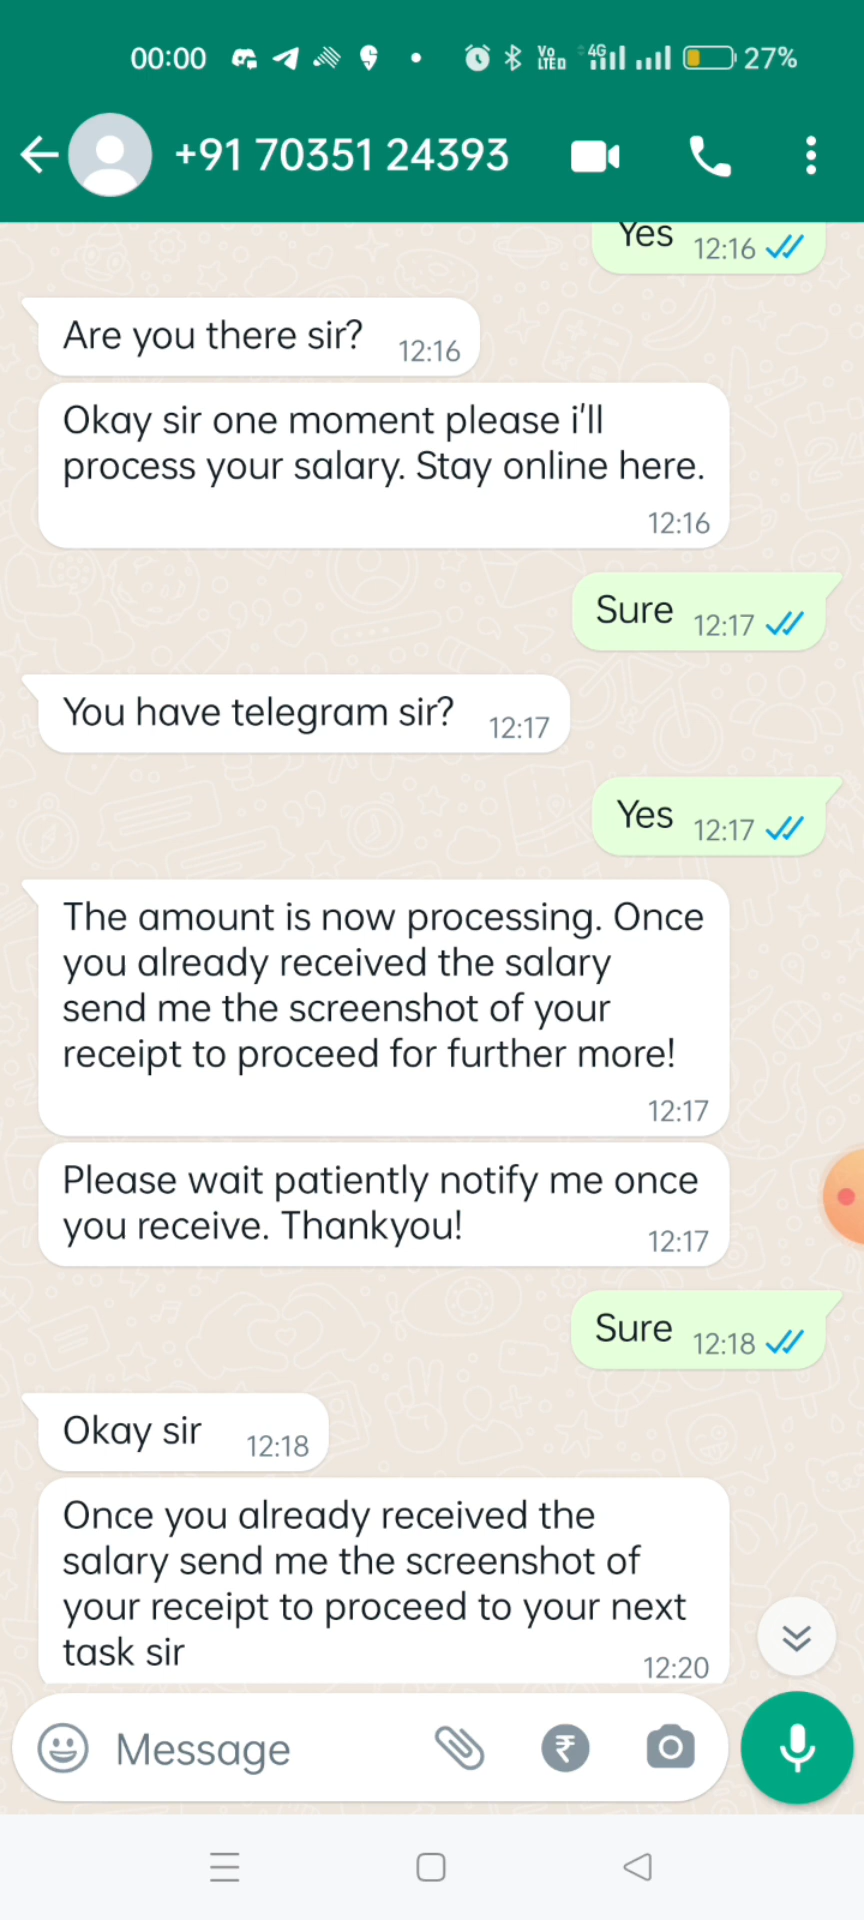 00:00 VoLTED 4G 27%
+91 70351 24393
Yes 12:16
Are you there sir? 12:16
Okay sir one moment please i'll
process your salary. Stay online here.
12:16
Sure 12:17
You have telegram sir? 12:17
Yes 12:17
The amount is now processing. Once
you already received the salary
send me the screenshot of your
receipt to proceed for further more!
12:17
Please wait patiently notify me once
you receive. Thankyou! 12:17
Sure 12:18
Okay sir 12:18
Once you already received the
salary send me the screenshot of
your receipt to proceed to your next
task sir 12:20
Message ₹